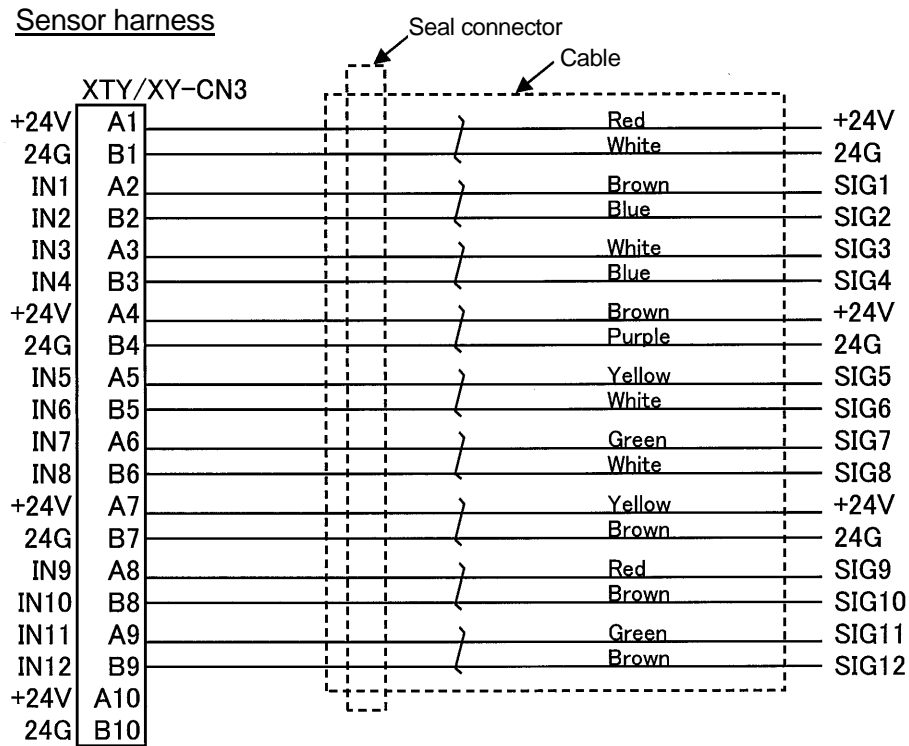 Sensor harness
Seal connector
Cable
XTY/XY-CN3
+24V A1 Red +24V
24G B1 White 24G
IN1 A2 Brown SIG1
IN2 B2 Blue SIG2
IN3 A3 White SIG3
IN4 B3 Blue SIG4
+24V A4 Brown +24V
24G B4 Purple 24G
IN5 A5 Yellow SIG5
IN6 B5 White SIG6
IN7 A6 Green SIG7
IN8 B6 White SIG8
+24V A7 Yellow +24V
24G B7 Brown 24G
IN9 A8 Red SIG9
IN10 B8 Brown SIG10
IN11 A9 Green SIG11
IN12 B9 Brown SIG12
+24V A10
24G B10